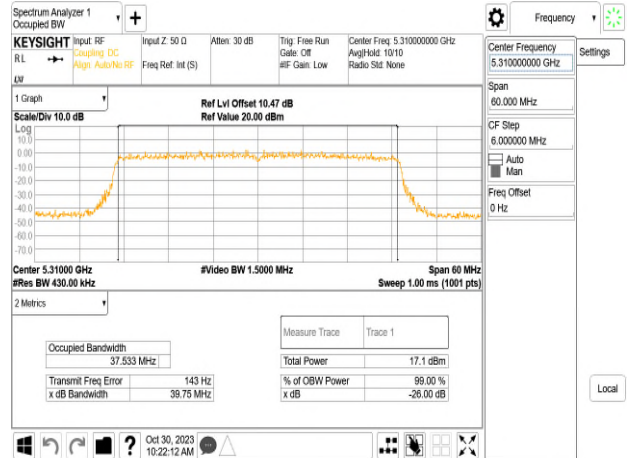 Spectrum Analyzer 1
Occupied BW
+
Frequency
KEYSIGHT
RL
Input: RF
Coupling: DC
Align: Auto/No RF
Input Z: 50 Ω
Freq Ref: Int (S)
Atten: 30 dB
Trig: Free Run
Gate: Off
#IF Gain: Low
Center Freq: 5.310000000 GHz
Avg|Hold: 10/10
Radio Std: None
Center Frequency
5.310000000 GHz
Settings
Span
60.000 MHz
CF Step
6.000000 MHz
Auto
Man
Freq Offset
0 Hz
Local
1 Graph
Scale/Div 10.0 dB
Ref Lvl Offset 10.47 dB
Ref Value 20.00 dBm
Log
10.0
0.00
-10.0
-20.0
-30.0
-40.0
-50.0
-60.0
-70.0
Center 5.31000 GHz
#Video BW 1.5000 MHz
Span 60 MHz
#Res BW 430.00 kHz
Sweep 1.00 ms (1001 pts)
2 Metrics
Measure Trace
Trace 1
Occupied Bandwidth
37.533 MHz
Total Power
17.1 dBm
Transmit Freq Error
143 Hz
% of OBW Power
99.00 %
x dB Bandwidth
39.75 MHz
x dB
-26.00 dB
?
Oct 30, 2023
10:22:12 AM